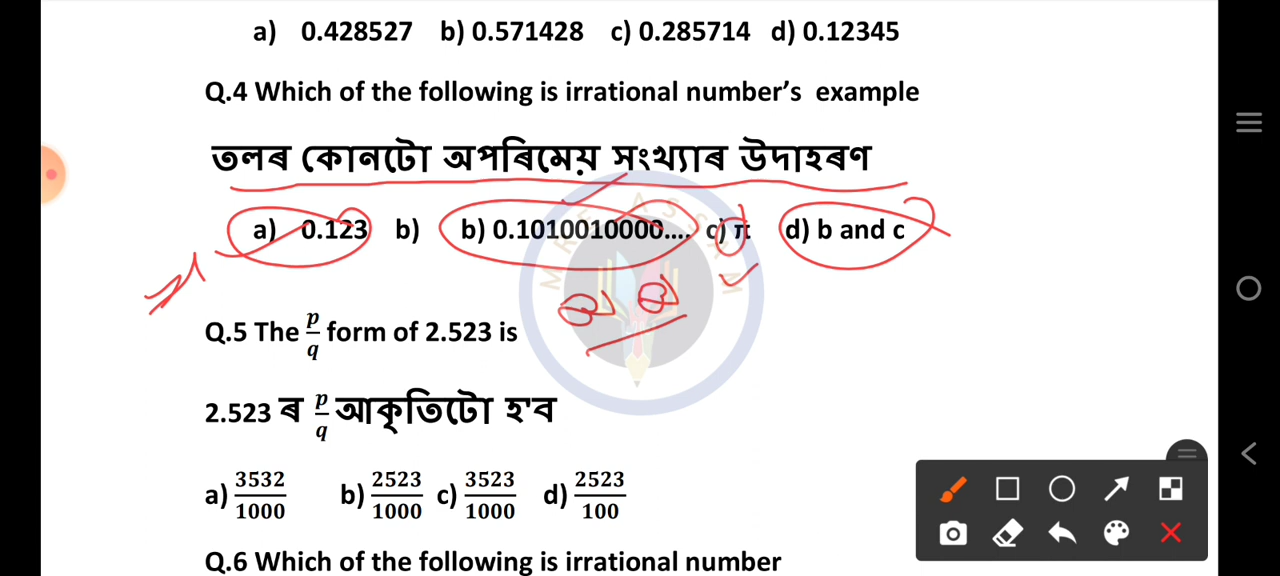 a) 0.428527 b) 0.571428 c) 0.285714 d) 0.12345
Q.4 Which of the following is irrational number’s example
তলৰ কোনটো অপৰিমেয় সংখ্যাৰ উদাহৰণ
a) 0.123 b) b) 0.1010010000.... c) π d) b and c
MRB ASSAM
Q.5 The p/q form of 2.523 is
2.523 ৰ p/q আকৃতিটো হ'ব
a) 3532/1000 b) 2523/1000 c) 3523/1000 d) 2523/100
Q.6 Which of the following is irrational number